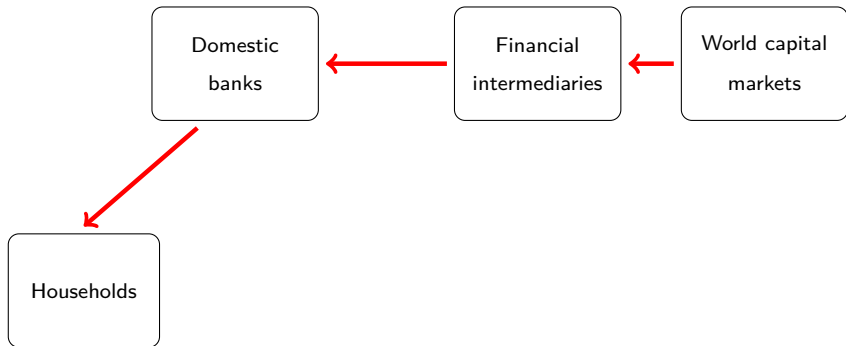 Domestic
banks
Financial
intermediaries
World capital
markets
Households